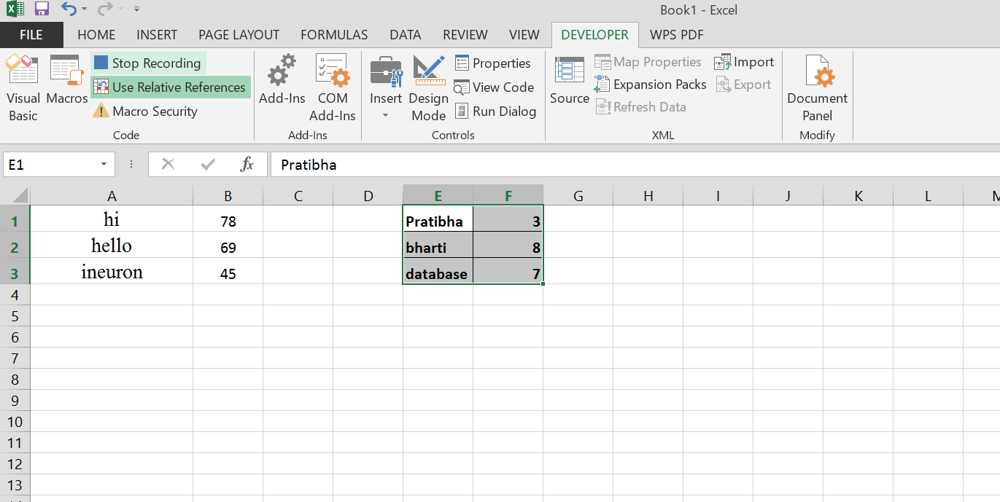 Book1 - Excel
FILE HOME INSERT PAGE LAYOUT FORMULAS DATA REVIEW VIEW DEVELOPER WPS PDF
Visual Basic
Macros
Stop Recording
Use Relative References
Macro Security
Code
Add-Ins
COM Add-Ins
Add-Ins
Insert
Design Mode
Properties
View Code
Run Dialog
Controls
Source
Map Properties
Expansion Packs
Refresh Data
Import
Export
XML
Document Panel
Modify
E1 fx Pratibha
A B C D E F G H I J K L M
1 hi 78 Pratibha 3
2 hello 69 bharti 8
3 ineuron 45 database 7
4
5
6
7
8
9
10
11
12
13